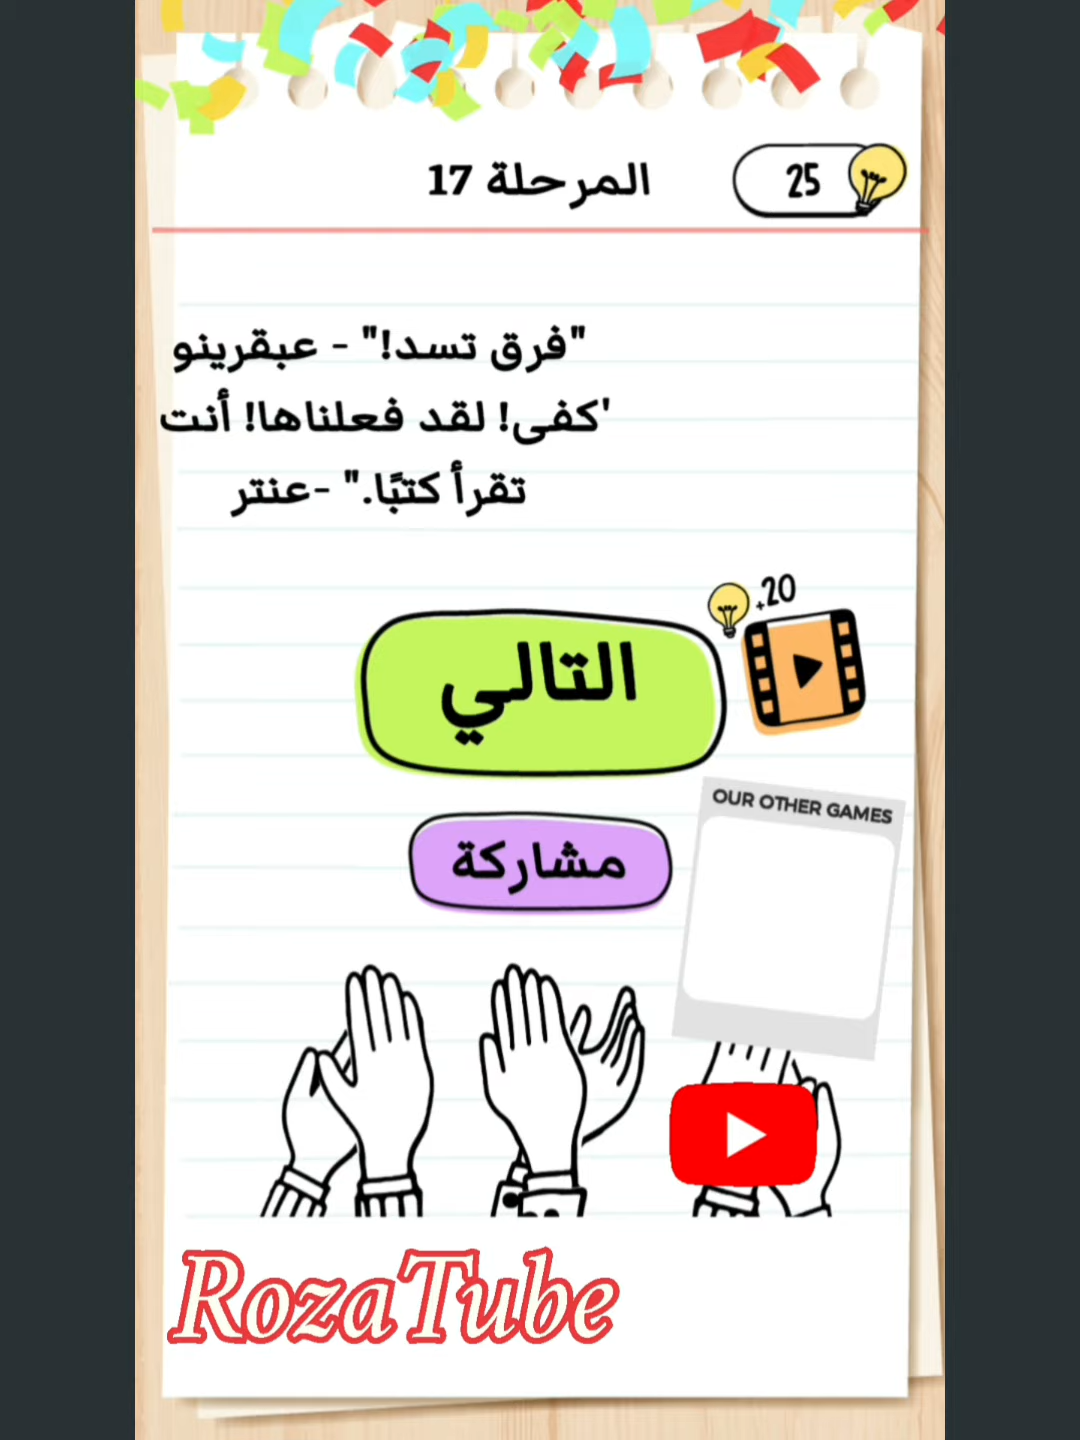 المرحلة 17
25
"فرق تسد!" - عبقرينو
'كفى! لقد فعلناها! أنت
تقرأ كتبًا." -عنتر
+20
التالي
OUR OTHER GAMES
مشاركة
RozaTube